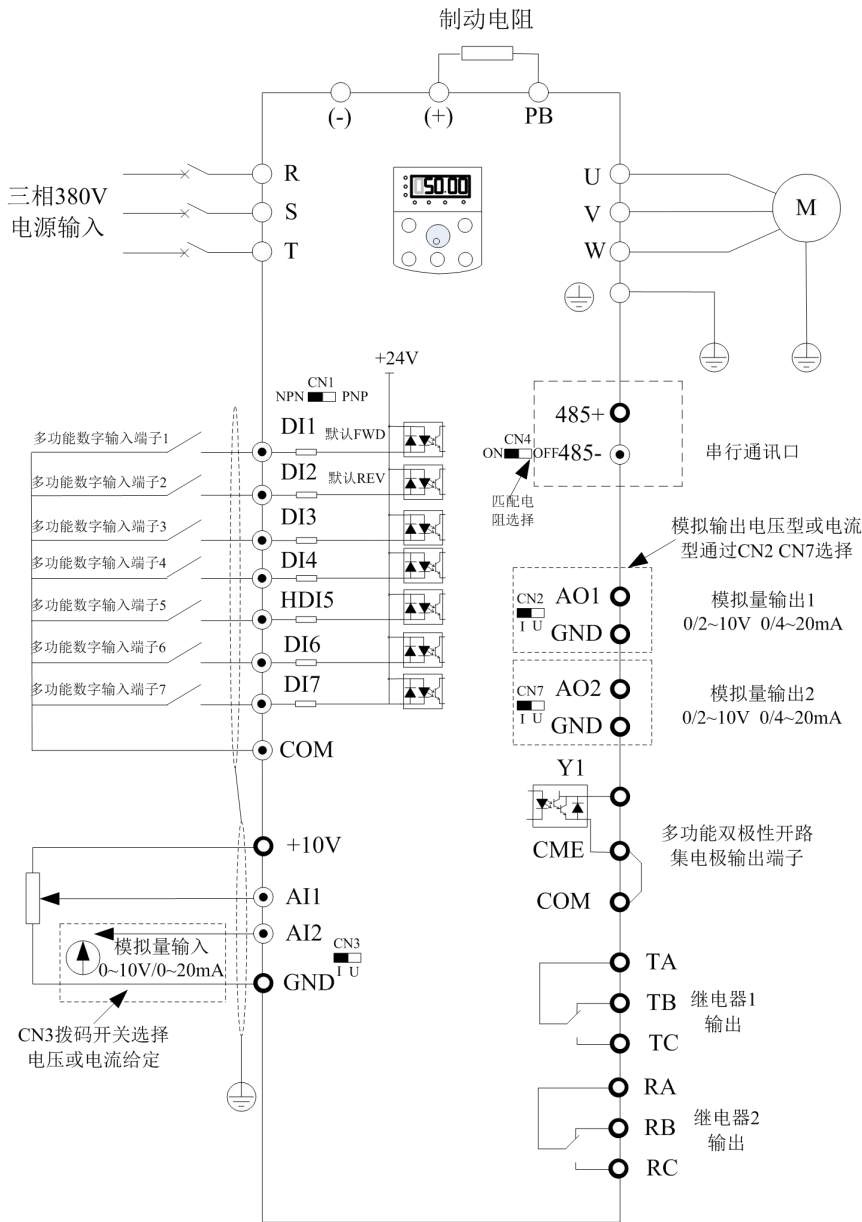 制动电阻
(-)
(+)
PB
三相380V
电源输入
R
S
T
50.00
U
V
W
M
+24V
CN1
NPN
PNP
多功能数字输入端子1
DI1
默认FWD
多功能数字输入端子2
DI2
默认REV
多功能数字输入端子3
DI3
多功能数字输入端子4
DI4
多功能数字输入端子5
HDI5
多功能数字输入端子6
DI6
多功能数字输入端子7
DI7
COM
485+
CN4
ON
OFF
485-
串行通讯口
匹配电
阻选择
模拟输出电压型或电流
型通过CN2 CN7选择
CN2
I U
AO1
GND
模拟量输出1
0/2~10V 0/4~20mA
CN7
I U
AO2
GND
模拟量输出2
0/2~10V 0/4~20mA
Y1
CME
COM
多功能双极性开路
集电极输出端子
+10V
AI1
AI2
CN3
I U
模拟量输入
0~10V/0~20mA
GND
CN3拨码开关选择
电压或电流给定
TA
TB
TC
继电器1
输出
RA
RB
RC
继电器2
输出